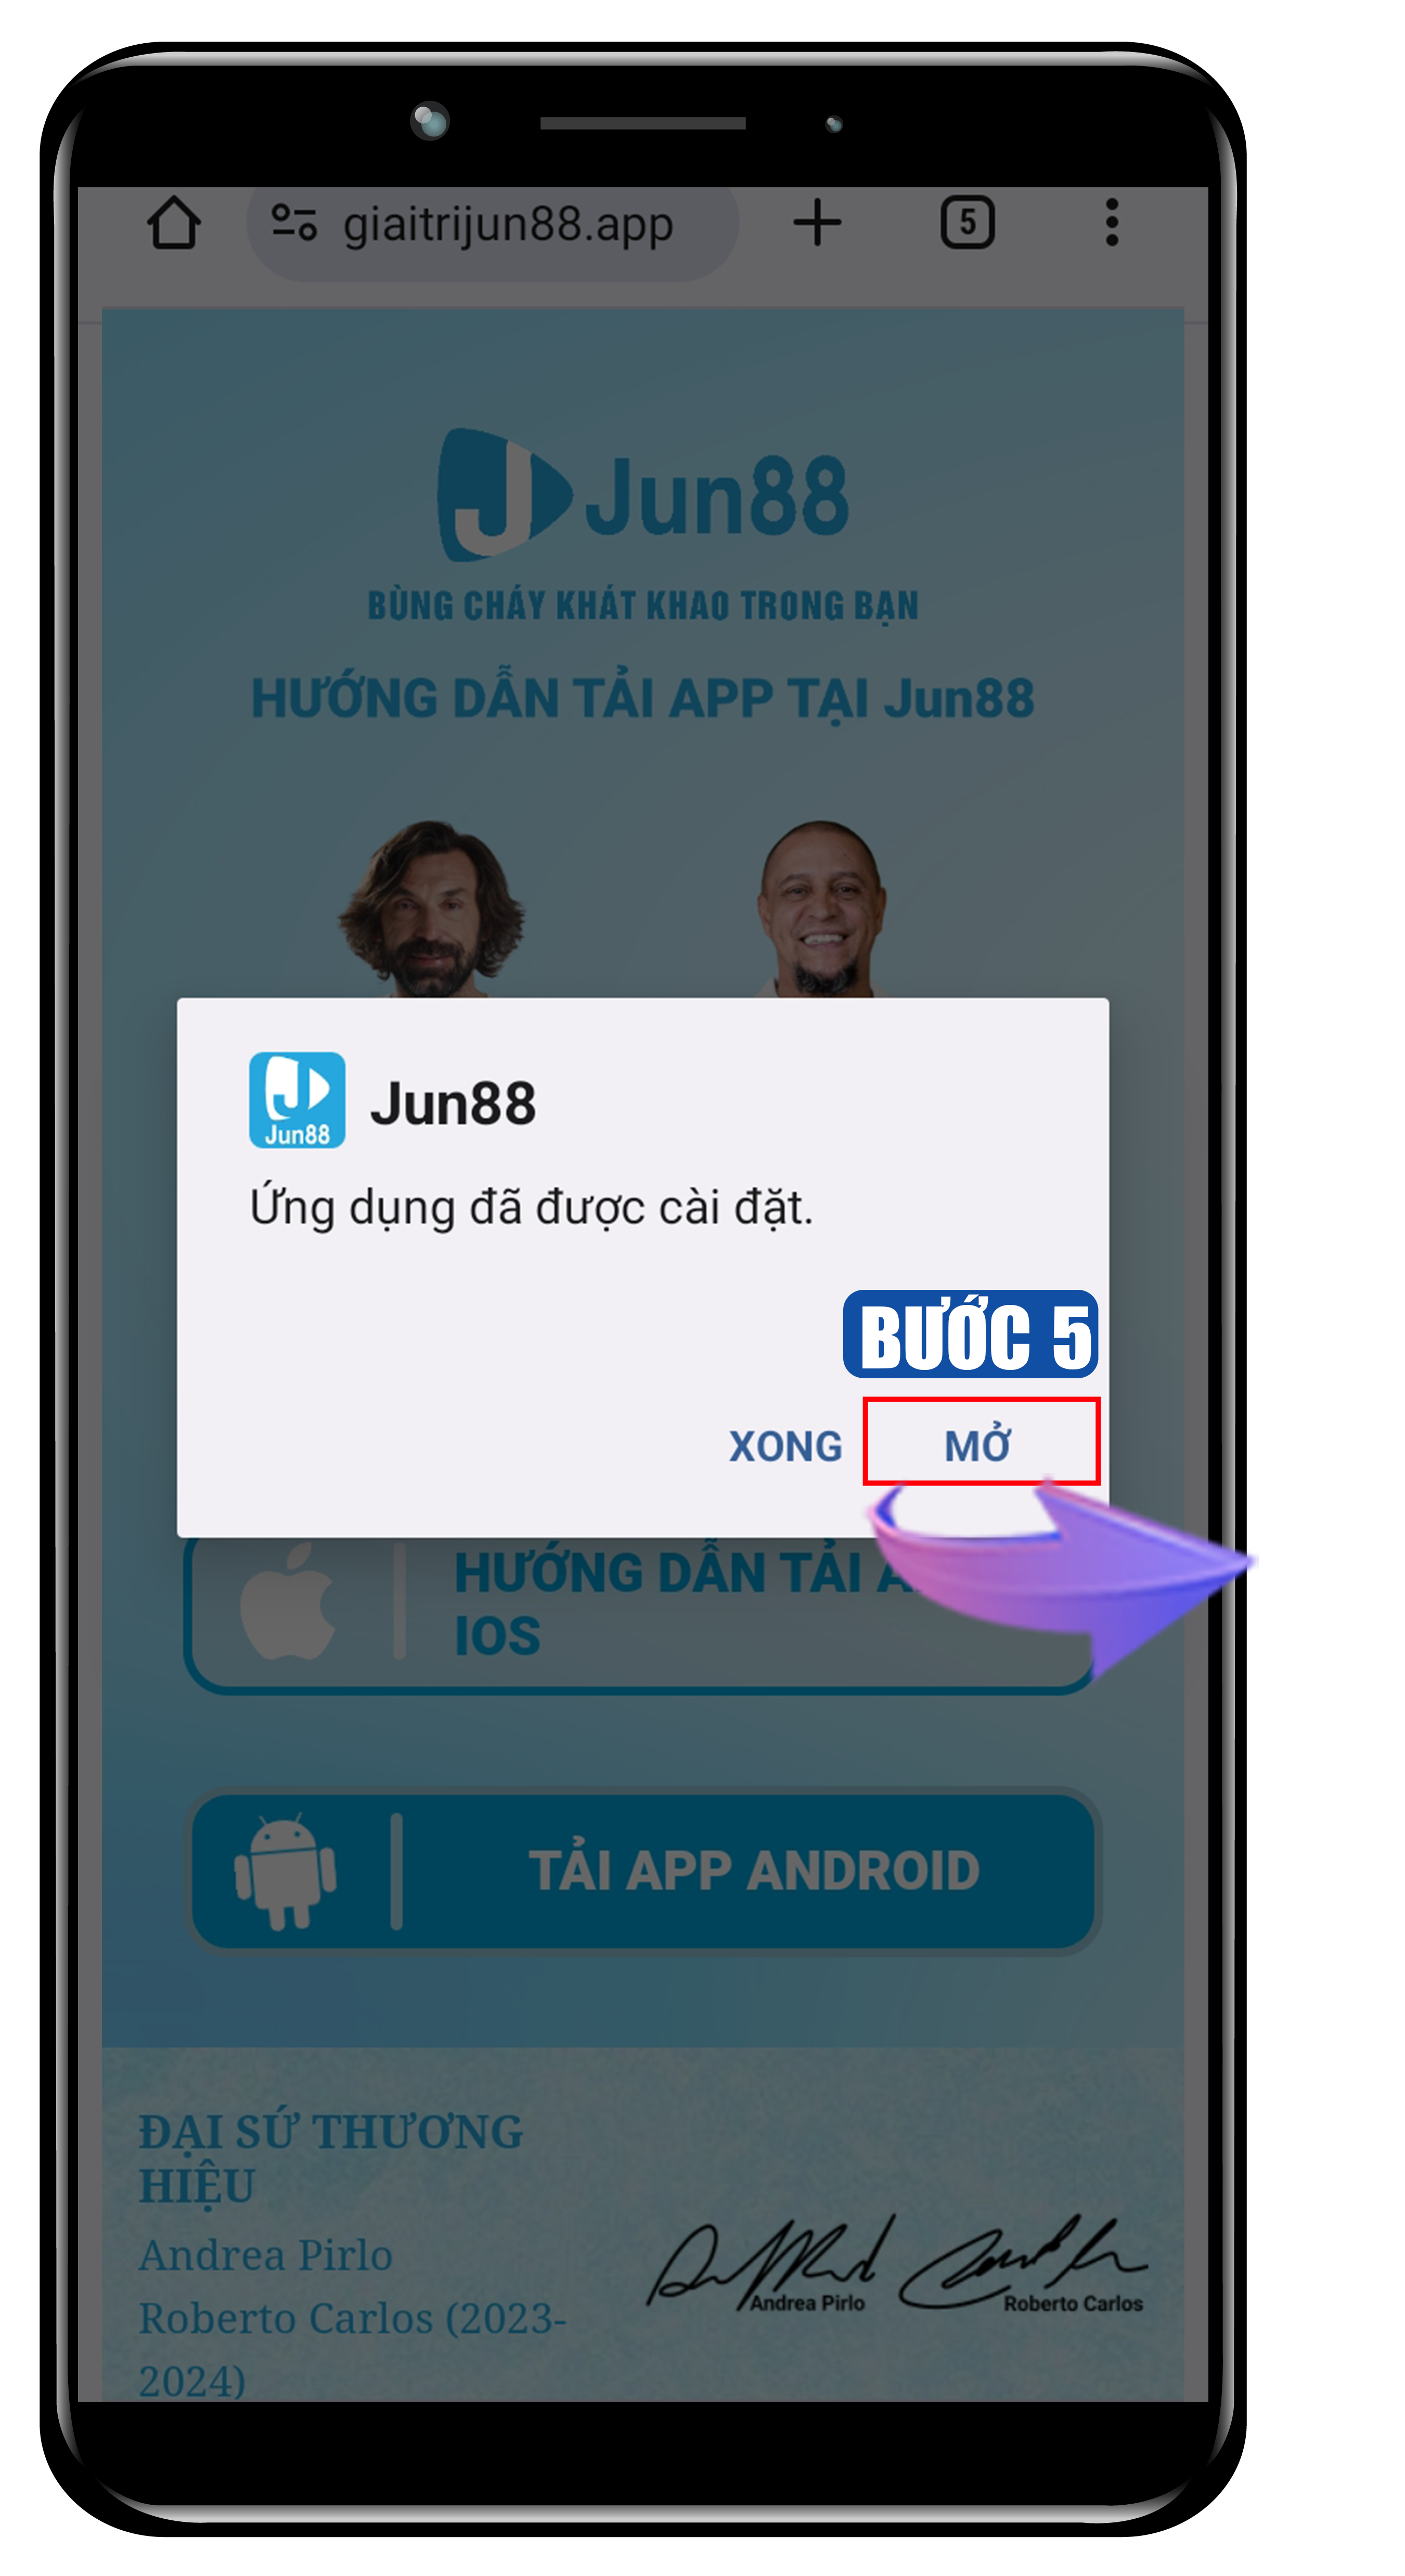 giaitrijun88.app
5
Jun88
BÙNG CHÁY KHÁT KHAO TRONG BẠN
HƯỚNG DẪN TẢI APP TẠI Jun88
Jun88
Jun88
Ứng dụng đã được cài đặt.
BƯỚC 5
XONG
MỞ
HƯỚNG DẪN TẢI
IOS
TẢI APP ANDROID
ĐẠI SỨ THƯƠNG
HIỆU
Andrea Pirlo
Roberto Carlos (2023-
2024)
Andrea Pirlo
Roberto Carlos